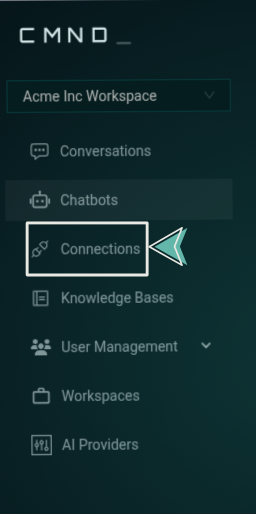 CMND_
Acme Inc Workspace
Conversations
Chatbots
Connections
Knowledge Bases
User Management
Workspaces
AI Providers